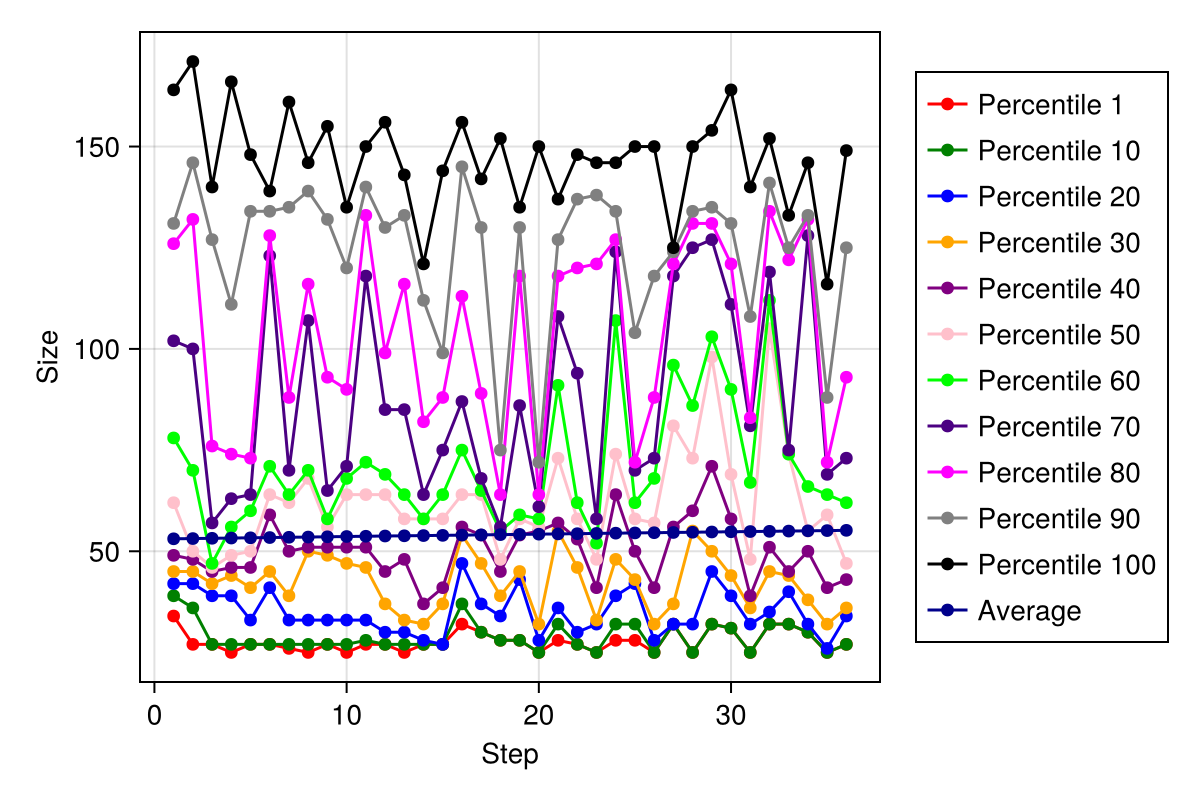 150
100
50
Size
0
10
20
30
Step
Percentile 1
Percentile 10
Percentile 20
Percentile 30
Percentile 40
Percentile 50
Percentile 60
Percentile 70
Percentile 80
Percentile 90
Percentile 100
Average